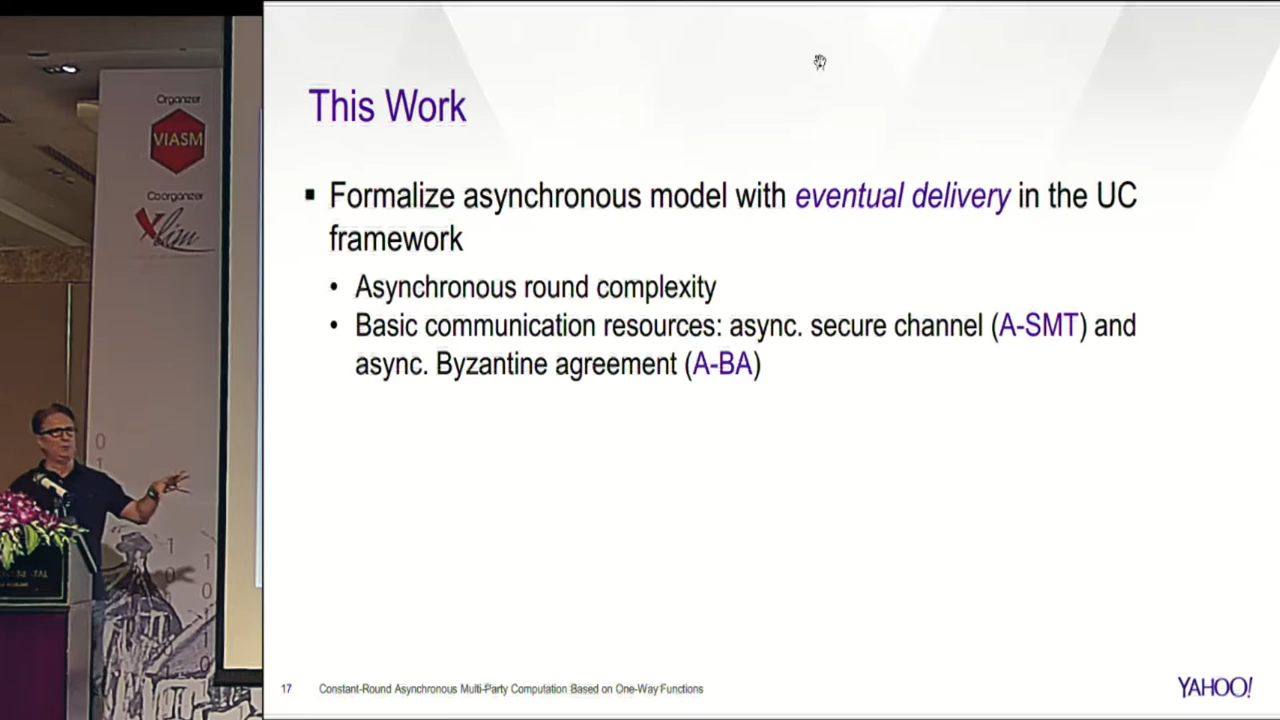 Organizer
VIASM
Coorganizer
Xlim
This Work
Formalize asynchronous model with eventual delivery in the UC
framework
Asynchronous round complexity
Basic communication resources: async. secure channel (A-SMT) and
async. Byzantine agreement (A-BA)
17 Constant-Round Asynchronous Multi-Party Computation Based on One-Way Functions
YAHOO!